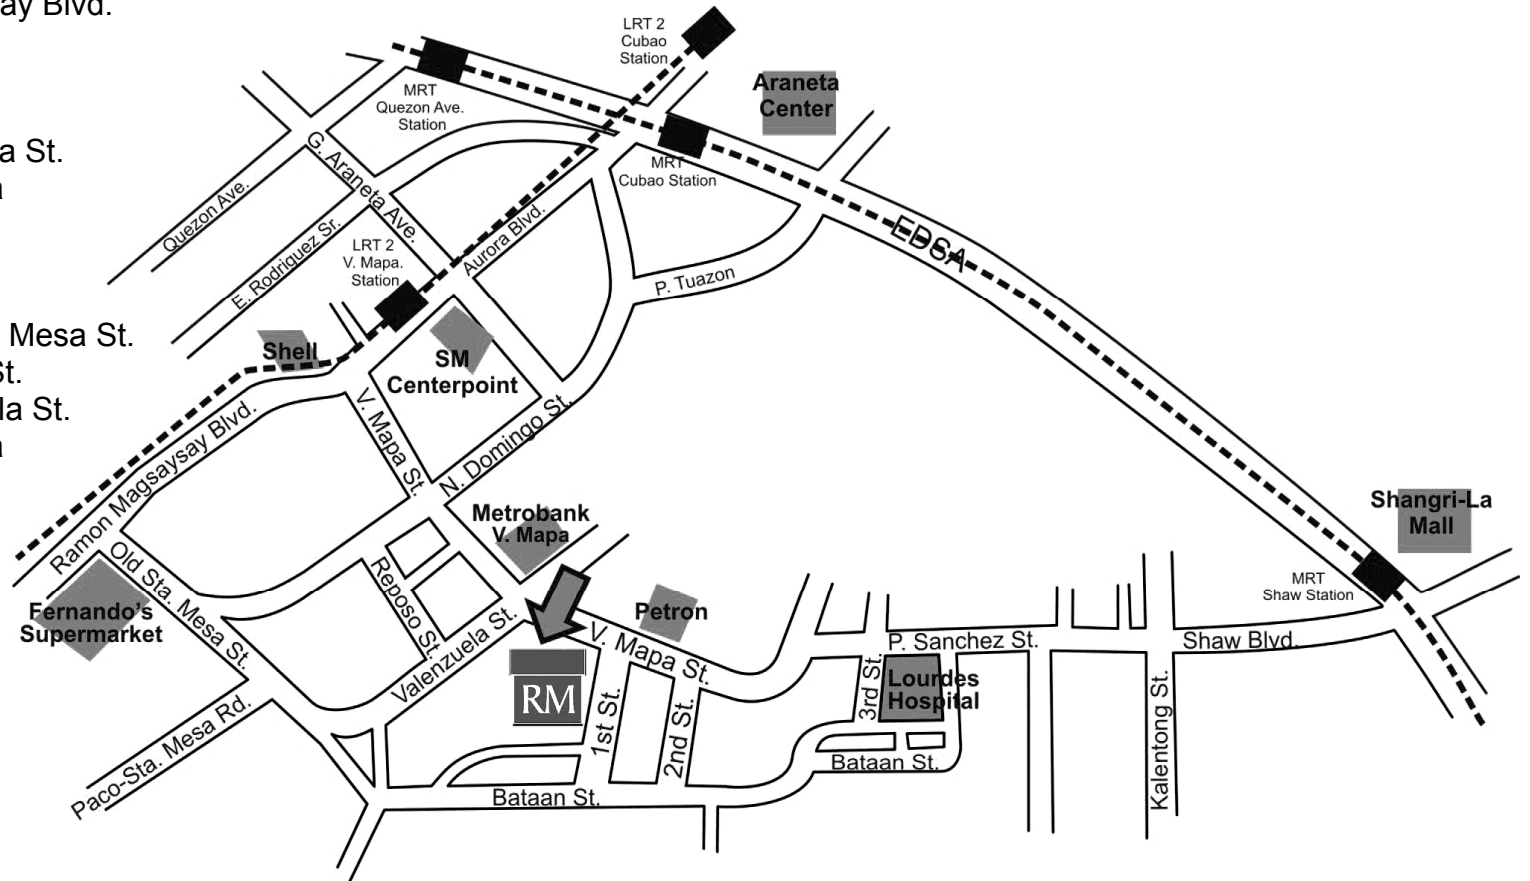 ay Blvd.
a St.
a
Mesa St.
St.
la St.
a
LRT 2
Cubao
Station
MRT
Quezon Ave.
Station
Araneta
Center
MRT
Cubao Station
G. Araneta Ave.
Quezon Ave.
E. Rodriguez Sr.
LRT 2
V. Mapa.
Station
Aurora Blvd.
P. Tuazon
EDSA
Shell
SM
Centerpoint
Ramon Magsaysay Blvd.
V. Mapa St.
N. Domingo St.
Metrobank
V. Mapa
Shangri-La
Mall
MRT
Shaw Station
Old Sta. Mesa St.
Fernando's
Supermarket
Reposo St.
Valenzuela St.
Petron
V. Mapa St.
P. Sanchez St.
Shaw Blvd.
RM
1st St.
2nd St.
3rd St.
Lourdes
Hospital
Kalentong St.
Paco-Sta. Mesa Rd.
Bataan St.
Bataan St.